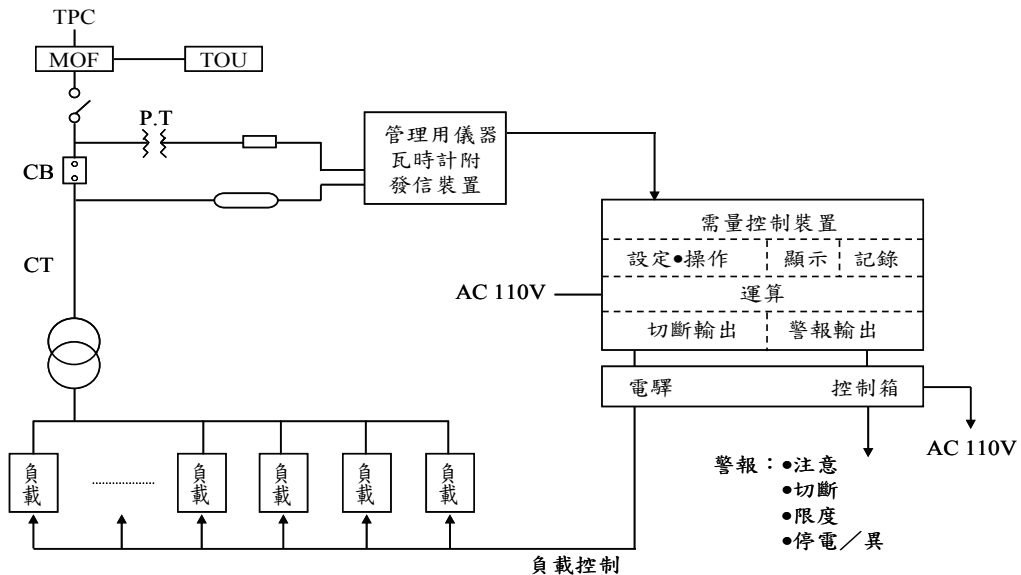 TPC
MOF
TOU
P.T
CB
CT
管理用儀器
瓦時計附
發信裝置
需量控制裝置
設定●操作
顯示
記錄
AC 110V
運算
切斷輸出
警報輸出
電驛
控制箱
AC 110V
警報：●注意
●切斷
●限度
●停電／異
負載
..................
負載
負載
負載
負載
負載控制